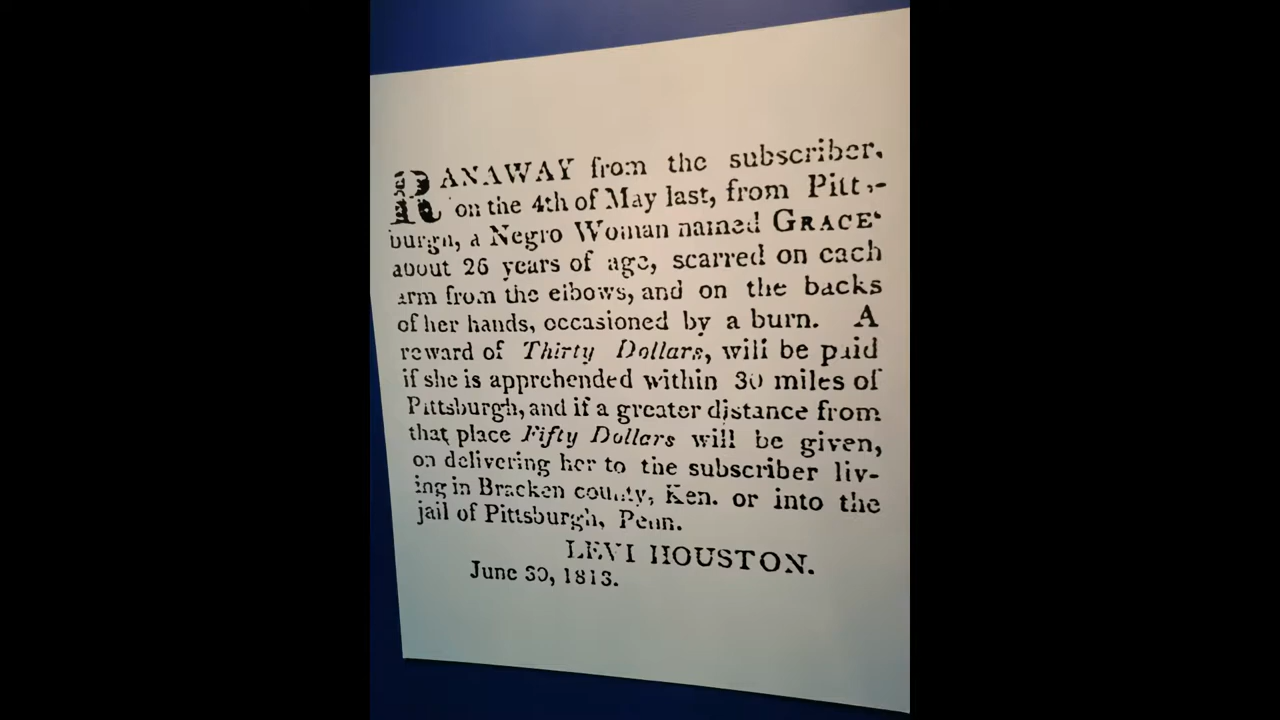 RANAWAY from the subscriber,
on the 4th of May last, from Pitts-
burgh, a Negro Woman named GRACE,
about 26 years of age, scarred on each
arm from the elbows, and on the backs
of her hands, occasioned by a burn. A
reward of Thirty Dollars, will be paid
if she is apprehended within 30 miles of
Pittsburgh, and if a greater distance from
that place Fifty Dollars will be given,
on delivering her to the subscriber liv-
ing in Bracken county, Ken. or into the
jail of Pittsburgh, Penn.
LEVI HOUSTON.
June 30, 1813.